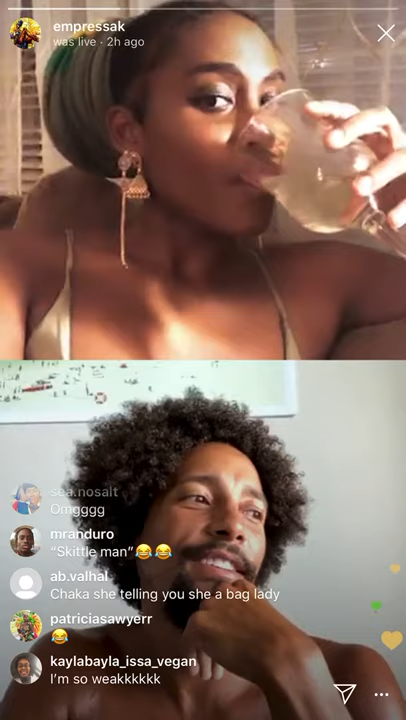 empressak
was live · 2h ago
sea.nosalt
Omgggg
mranduro
“Skittle man”😂😂
ab.valhal
Chaka she telling you she a bag lady
patriciasawyerr
😂
kaylabayla_issa_vegan
I'm so weakkkkkk